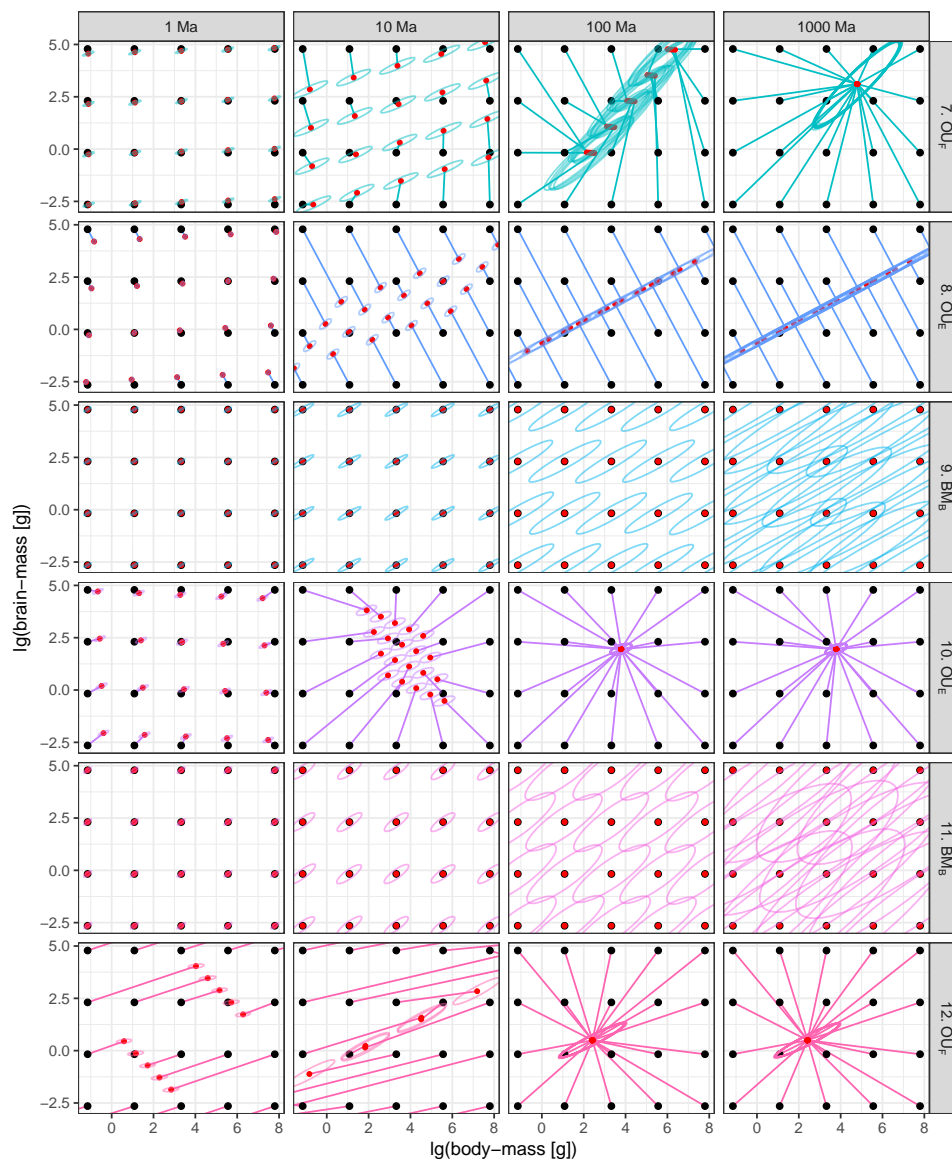 1 Ma 10 Ma 100 Ma 1000 Ma
5.0
2.5
0.0
−2.5
7. OU_F
5.0
2.5
0.0
−2.5
8. OU_E
5.0
2.5
0.0
−2.5
9. BM_B
5.0
2.5
0.0
−2.5
10. OU_E
5.0
2.5
0.0
−2.5
11. BM_B
5.0
2.5
0.0
−2.5
12. OU_F
lg(brain−mass [g])
0 2 4 6 8 0 2 4 6 8 0 2 4 6 8 0 2 4 6 8
lg(body−mass [g])